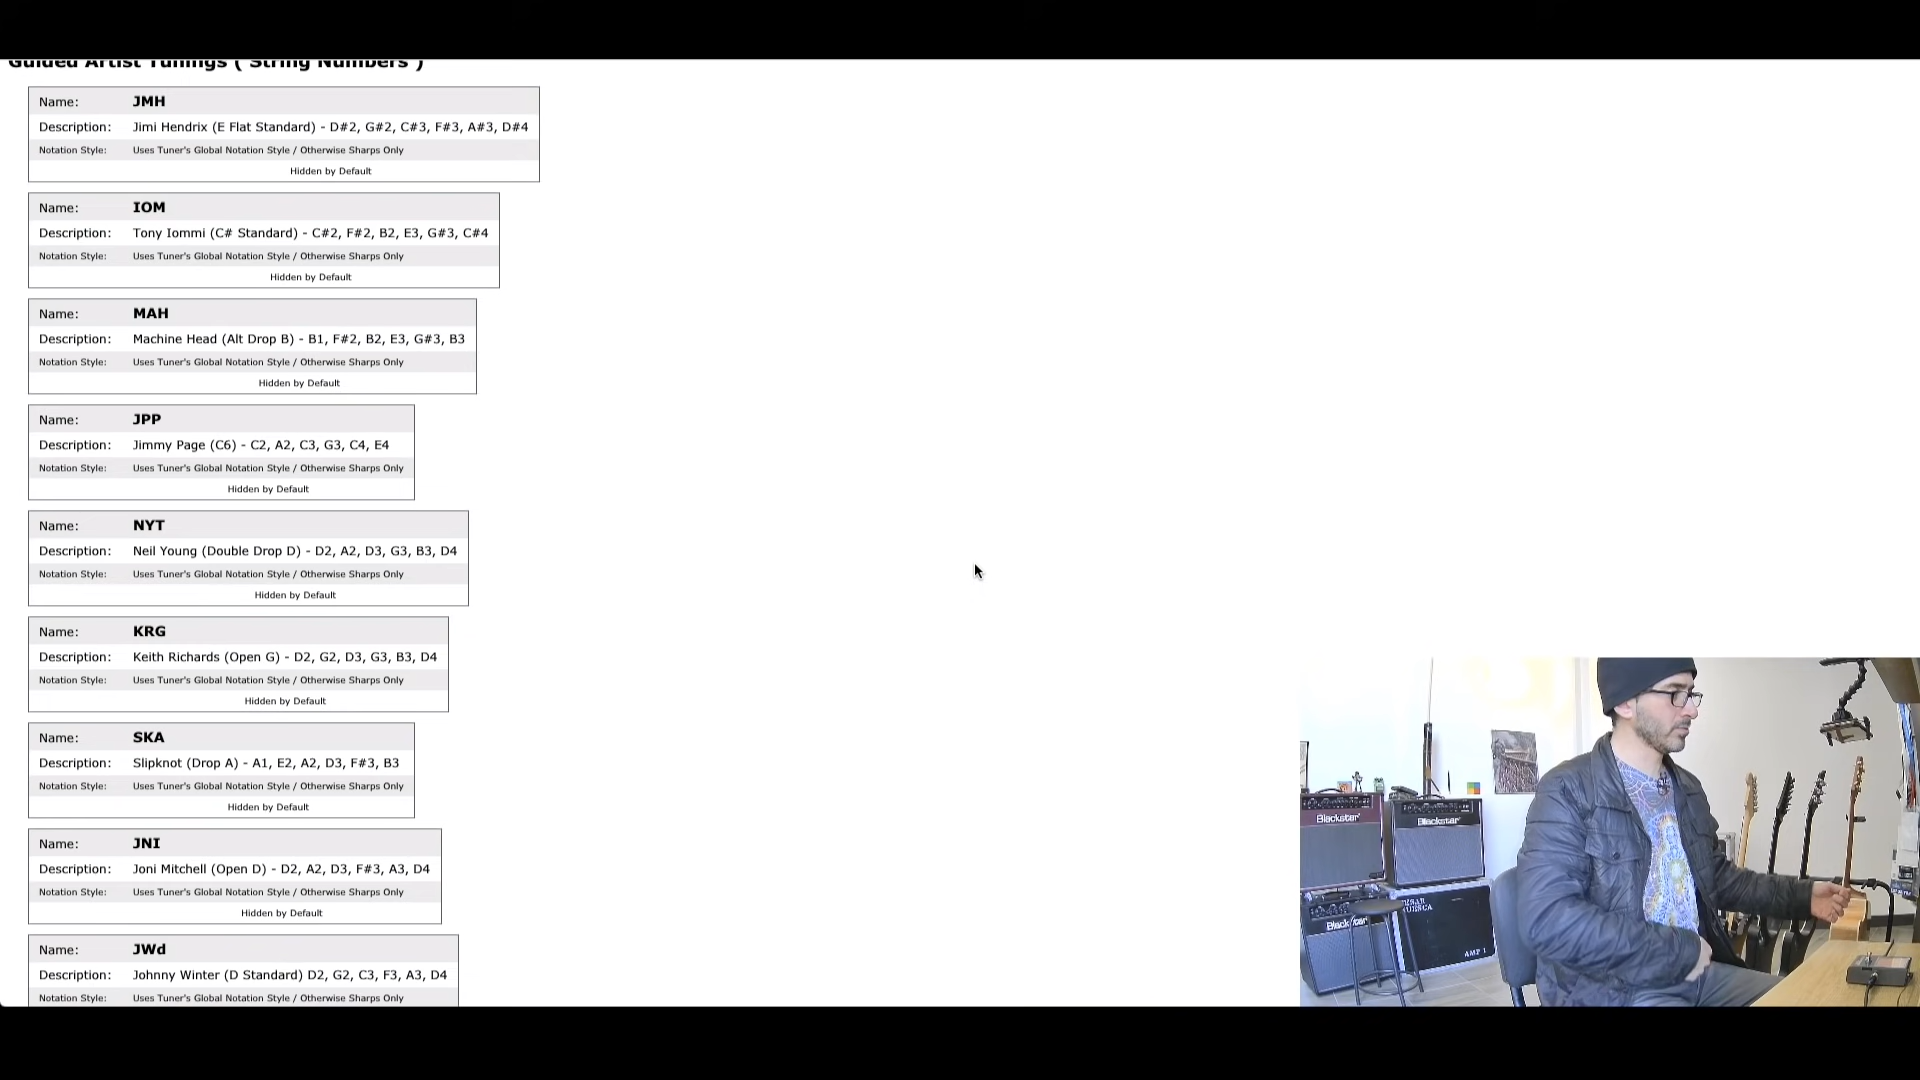 Guided Artist Tunings ( String Numbers )
Name: JMH
Description: Jimi Hendrix (E Flat Standard) - D#2, G#2, C#3, F#3, A#3, D#4
Notation Style: Uses Tuner's Global Notation Style / Otherwise Sharps Only
Hidden by Default
Name: IOM
Description: Tony Iommi (C# Standard) - C#2, F#2, B2, E3, G#3, C#4
Notation Style: Uses Tuner's Global Notation Style / Otherwise Sharps Only
Hidden by Default
Name: MAH
Description: Machine Head (Alt Drop B) - B1, F#2, B2, E3, G#3, B3
Notation Style: Uses Tuner's Global Notation Style / Otherwise Sharps Only
Hidden by Default
Name: JPP
Description: Jimmy Page (C6) - C2, A2, C3, G3, C4, E4
Notation Style: Uses Tuner's Global Notation Style / Otherwise Sharps Only
Hidden by Default
Name: NYT
Description: Neil Young (Double Drop D) - D2, A2, D3, G3, B3, D4
Notation Style: Uses Tuner's Global Notation Style / Otherwise Sharps Only
Hidden by Default
Name: KRG
Description: Keith Richards (Open G) - D2, G2, D3, G3, B3, D4
Notation Style: Uses Tuner's Global Notation Style / Otherwise Sharps Only
Hidden by Default
Name: SKA
Description: Slipknot (Drop A) - A1, E2, A2, D3, F#3, B3
Notation Style: Uses Tuner's Global Notation Style / Otherwise Sharps Only
Hidden by Default
Name: JNI
Description: Joni Mitchell (Open D) - D2, A2, D3, F#3, A3, D4
Notation Style: Uses Tuner's Global Notation Style / Otherwise Sharps Only
Hidden by Default
Name: JWd
Description: Johnny Winter (D Standard) D2, G2, C3, F3, A3, D4
Notation Style: Uses Tuner's Global Notation Style / Otherwise Sharps Only
Blackstar
Blackstar
AMP 1